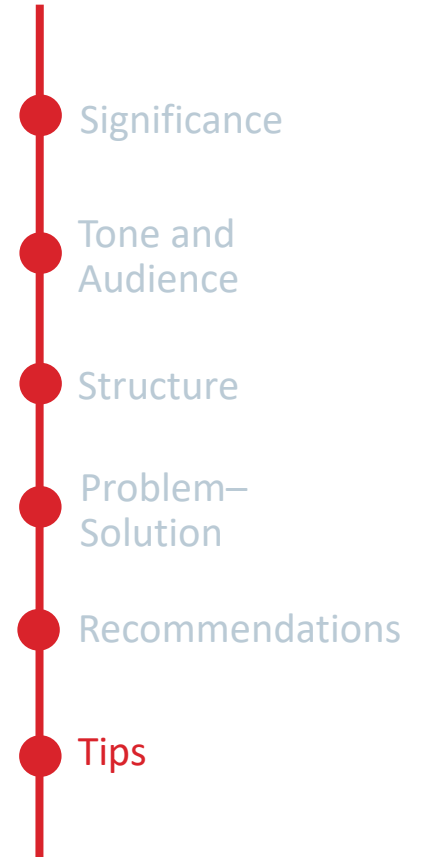 Significance
Tone and
Audience
Structure
Problem–
Solution
Recommendations
Tips